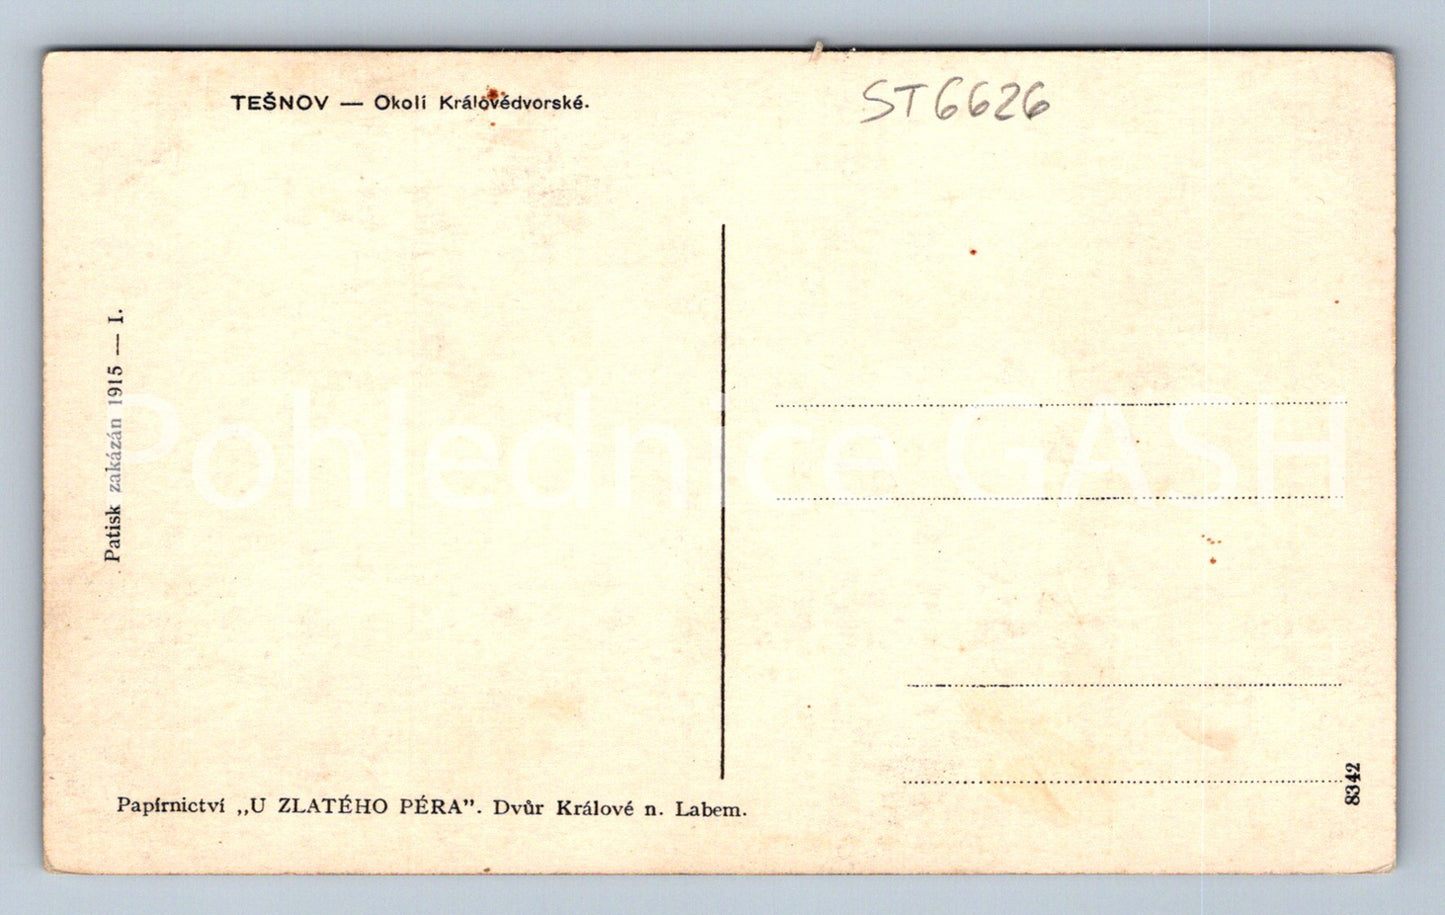 TEŠNOV — Okolí Královédvorské.
ST6626
Patisk zakázán 1915 — I.
Pohlednice GASH
8342
Papírnictví „U ZLATÉHO PÉRA”. Dvůr Králové n. Labem.